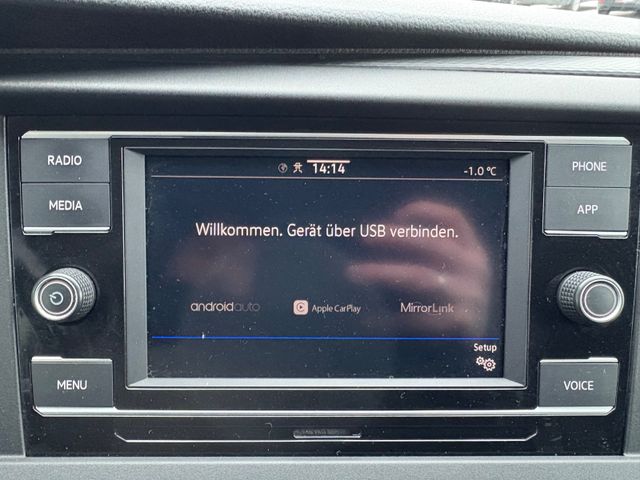 14:14
-1.0 °C
RADIO
PHONE
MEDIA
APP
Willkommen. Gerät über USB verbinden.
androidauto
Apple CarPlay
MirrorLink
Setup
MENU
VOICE